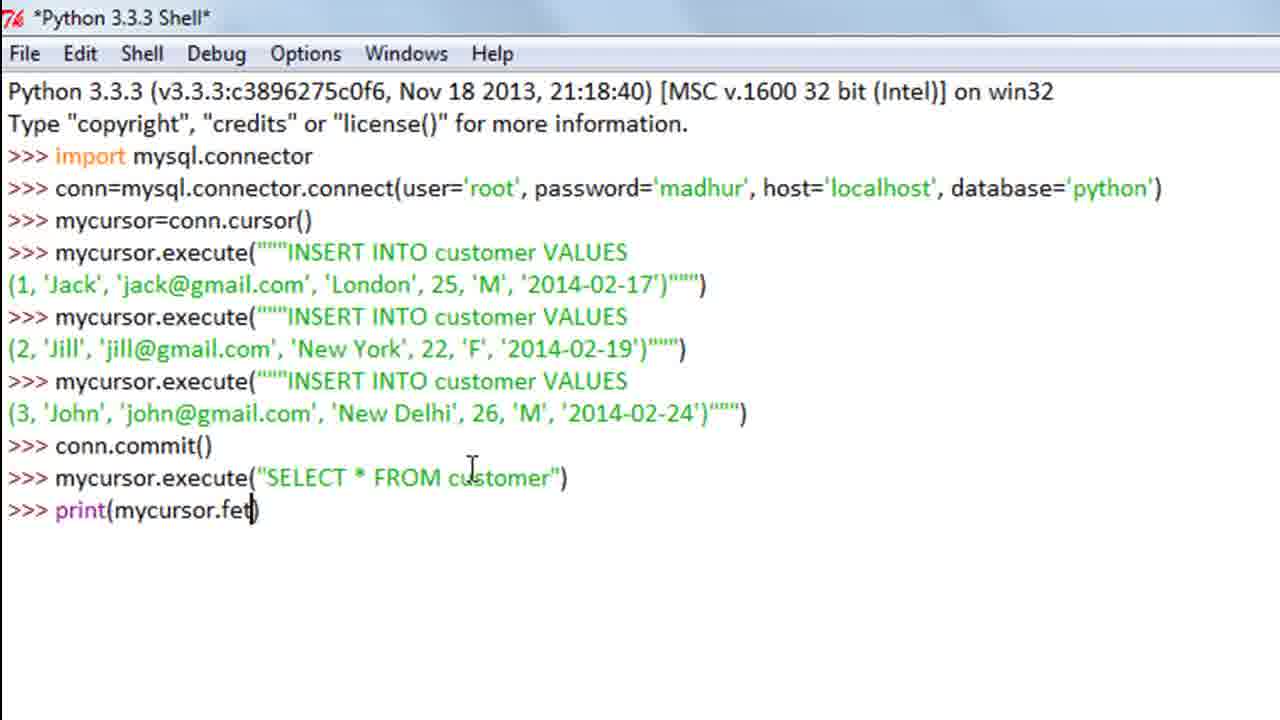 *Python 3.3.3 Shell*
File Edit Shell Debug Options Windows Help
Python 3.3.3 (v3.3.3:c3896275c0f6, Nov 18 2013, 21:18:40) [MSC v.1600 32 bit (Intel)] on win32
Type "copyright", "credits" or "license()" for more information.
>>> import mysql.connector
>>> conn=mysql.connector.connect(user='root', password='madhur', host='localhost', database='python')
>>> mycursor=conn.cursor()
>>> mycursor.execute("""INSERT INTO customer VALUES
(1, 'Jack', 'jack@gmail.com', 'London', 25, 'M', '2014-02-17')""")
>>> mycursor.execute("""INSERT INTO customer VALUES
(2, 'Jill', 'jill@gmail.com', 'New York', 22, 'F', '2014-02-19')""")
>>> mycursor.execute("""INSERT INTO customer VALUES
(3, 'John', 'john@gmail.com', 'New Delhi', 26, 'M', '2014-02-24')""")
>>> conn.commit()
>>> mycursor.execute("SELECT * FROM customer")
>>> print(mycursor.fet)